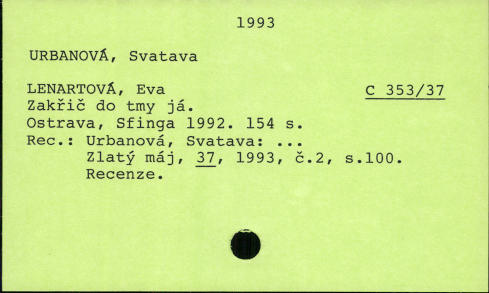 1993
URBANOVÁ, Svatava
LENARTOVÁ, Eva C 353/37
Zakřič do tmy já.
Ostrava, Sfinga 1992. 154 s.
Rec.: Urbanová, Svatava: ...
Zlatý máj, 37, 1993, č.2, s.100.
Recenze.